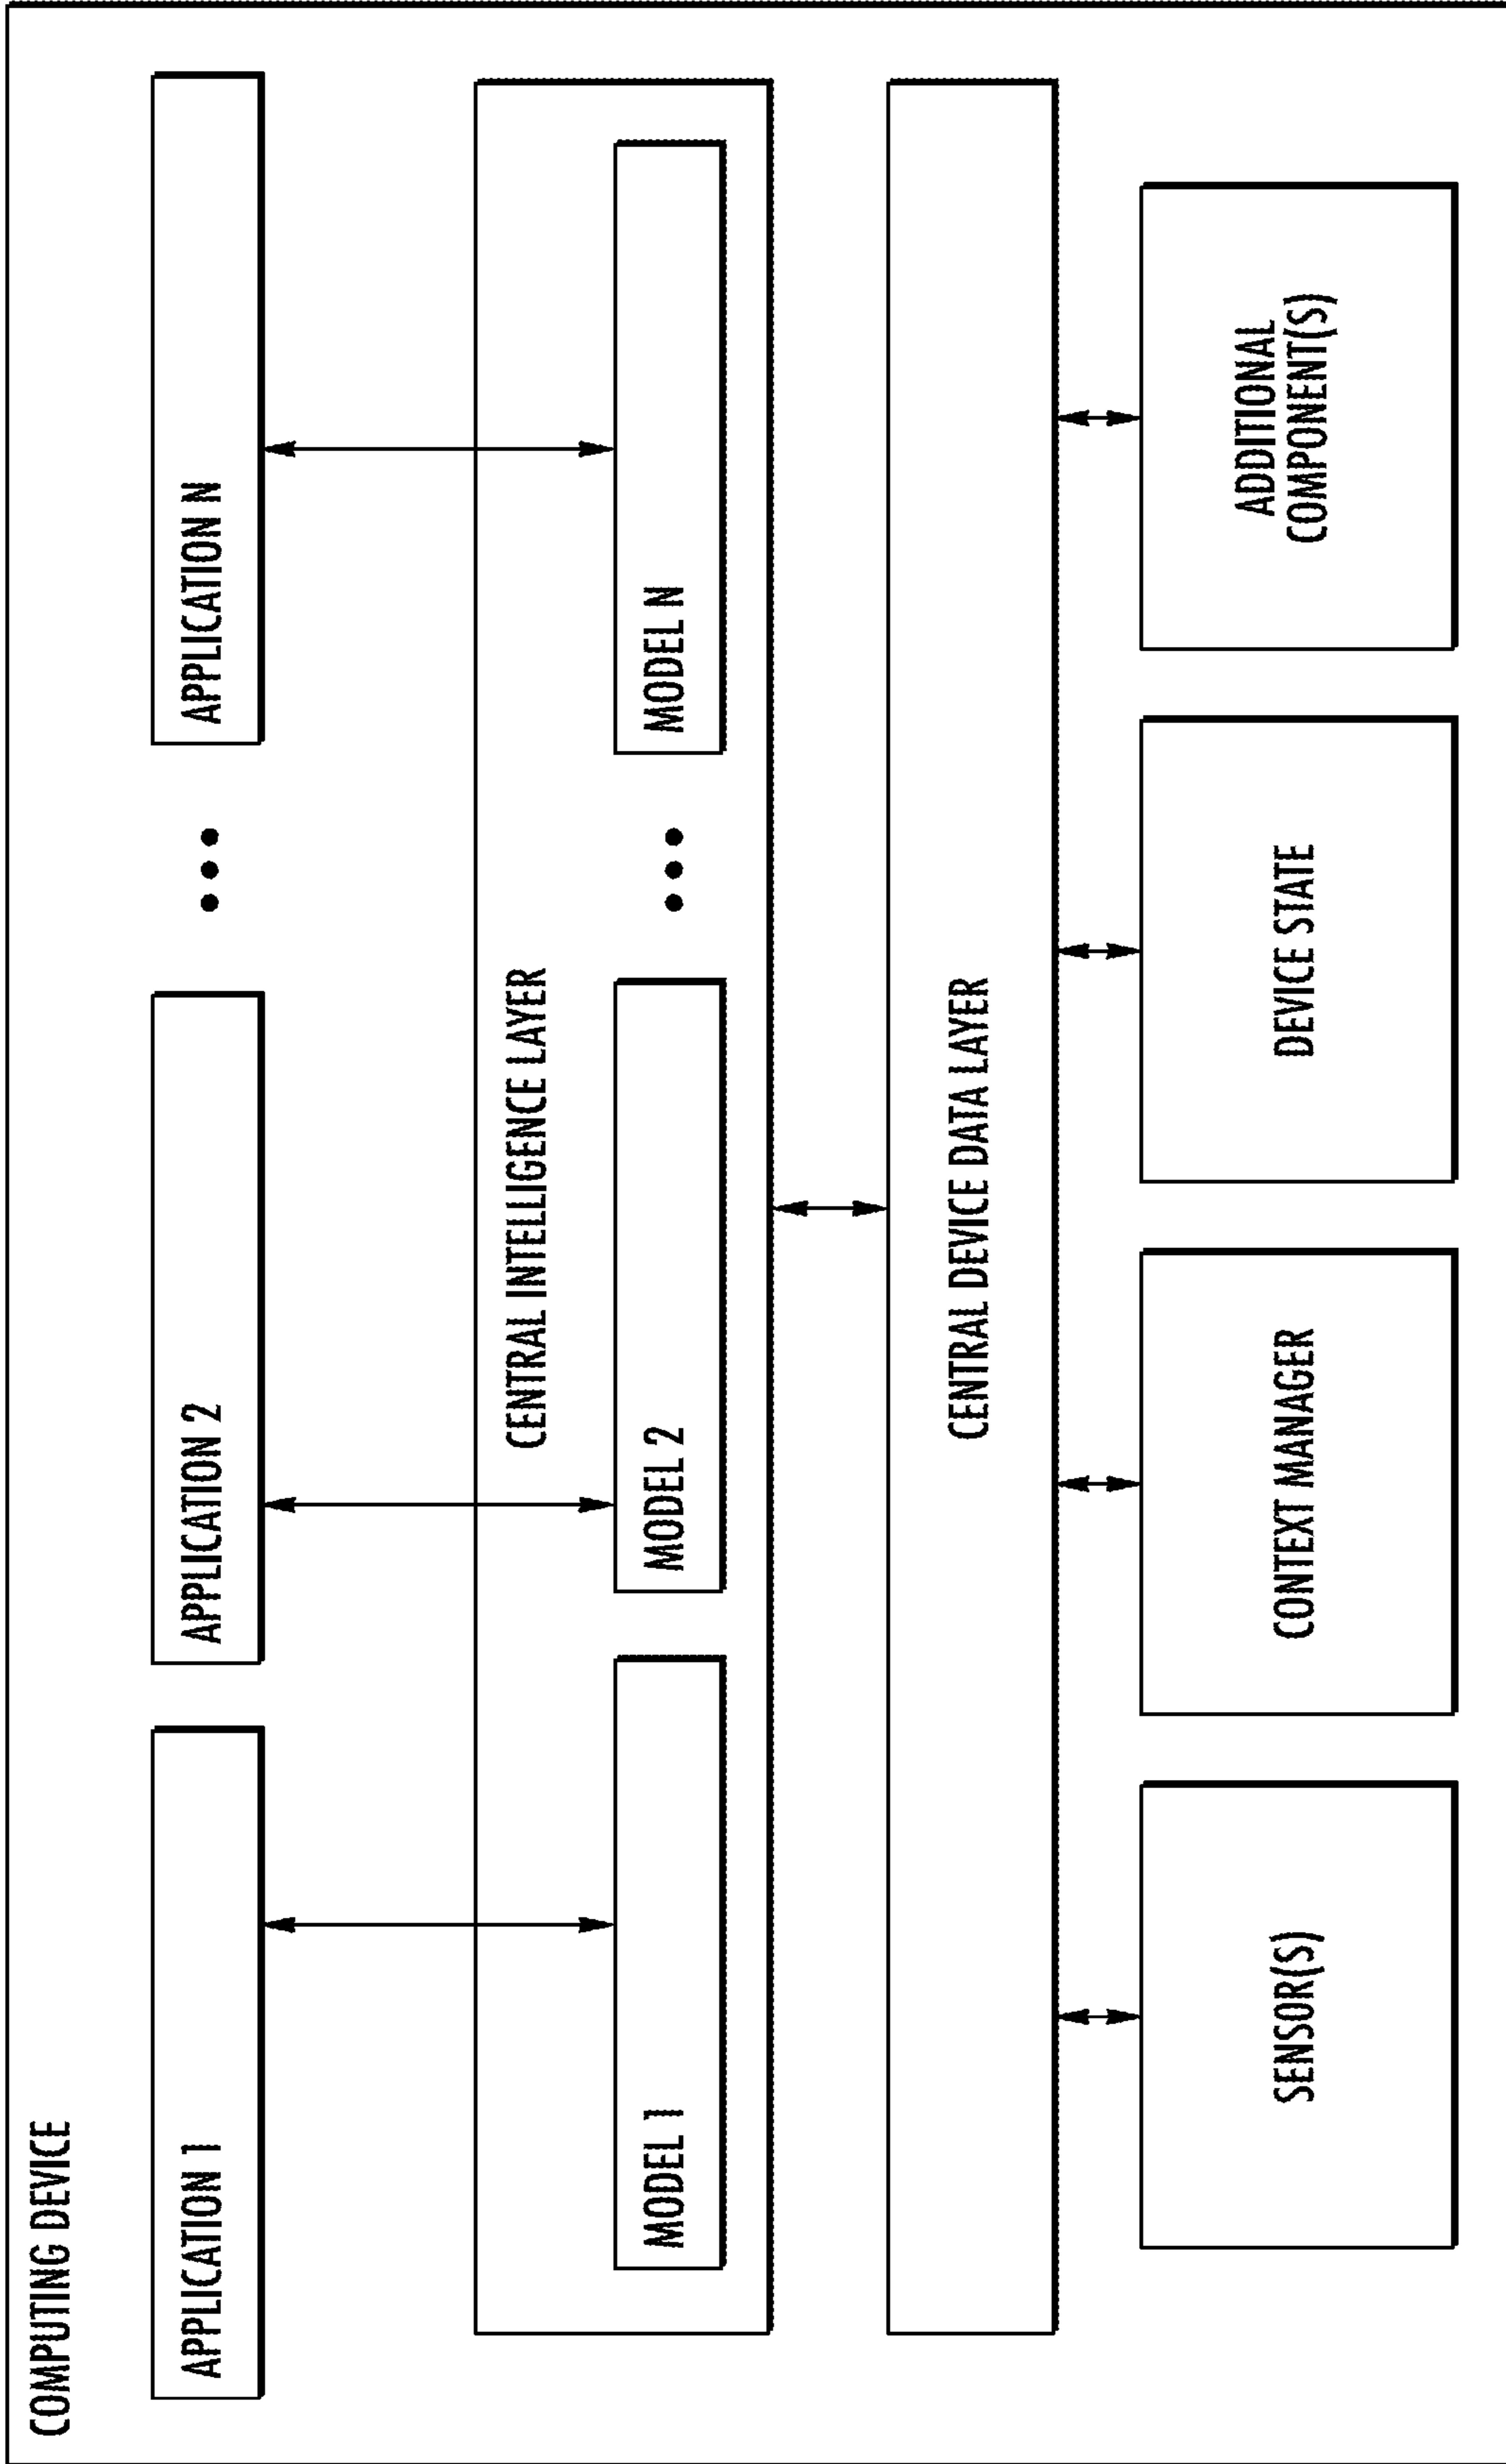 COMPUTING DEVICE
APPLICATION 1
APPLICATION 2
APPLICATION N
CENTRAL INTELLIGENCE LAYER
MODEL 1
MODEL 2
MODEL N
CENTRAL DEVICE DATA LAYER
SENSOR(S)
CONTEXT MANAGER
DEVICE STATE
ADDITIONAL
COMPONENT(S)